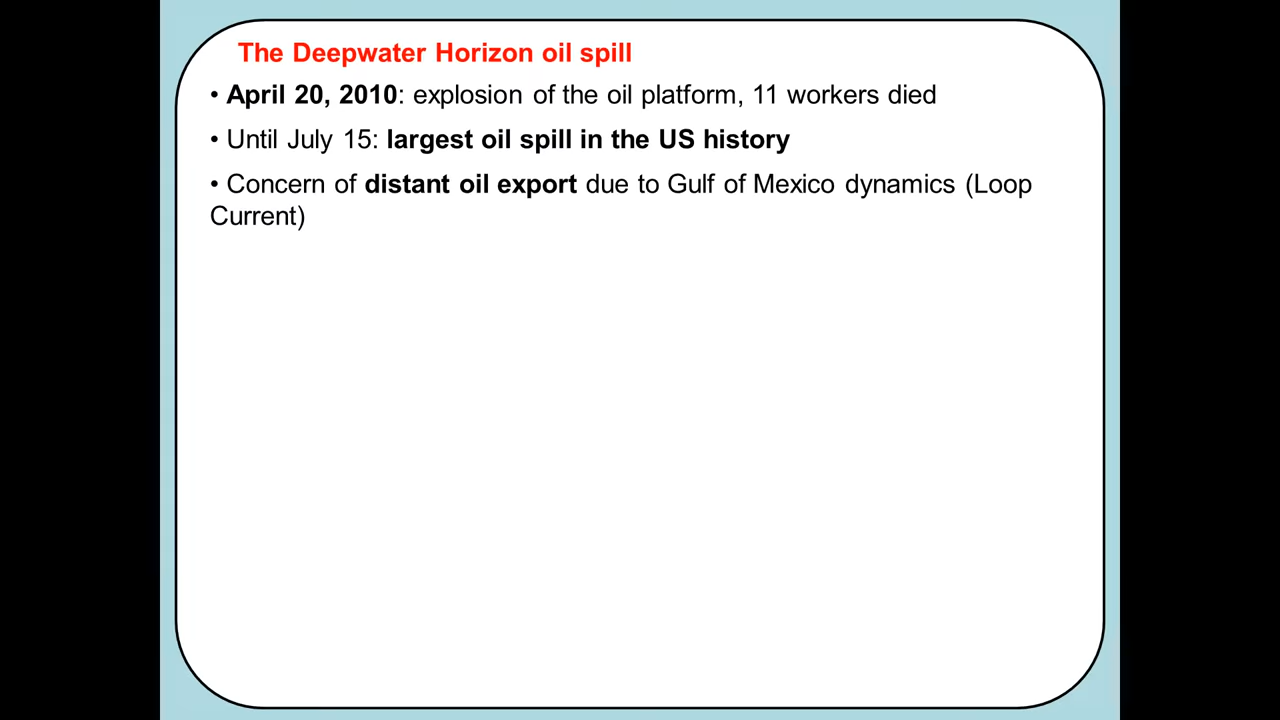 The Deepwater Horizon oil spill
• April 20, 2010: explosion of the oil platform, 11 workers died
• Until July 15: largest oil spill in the US history
• Concern of distant oil export due to Gulf of Mexico dynamics (Loop
Current)